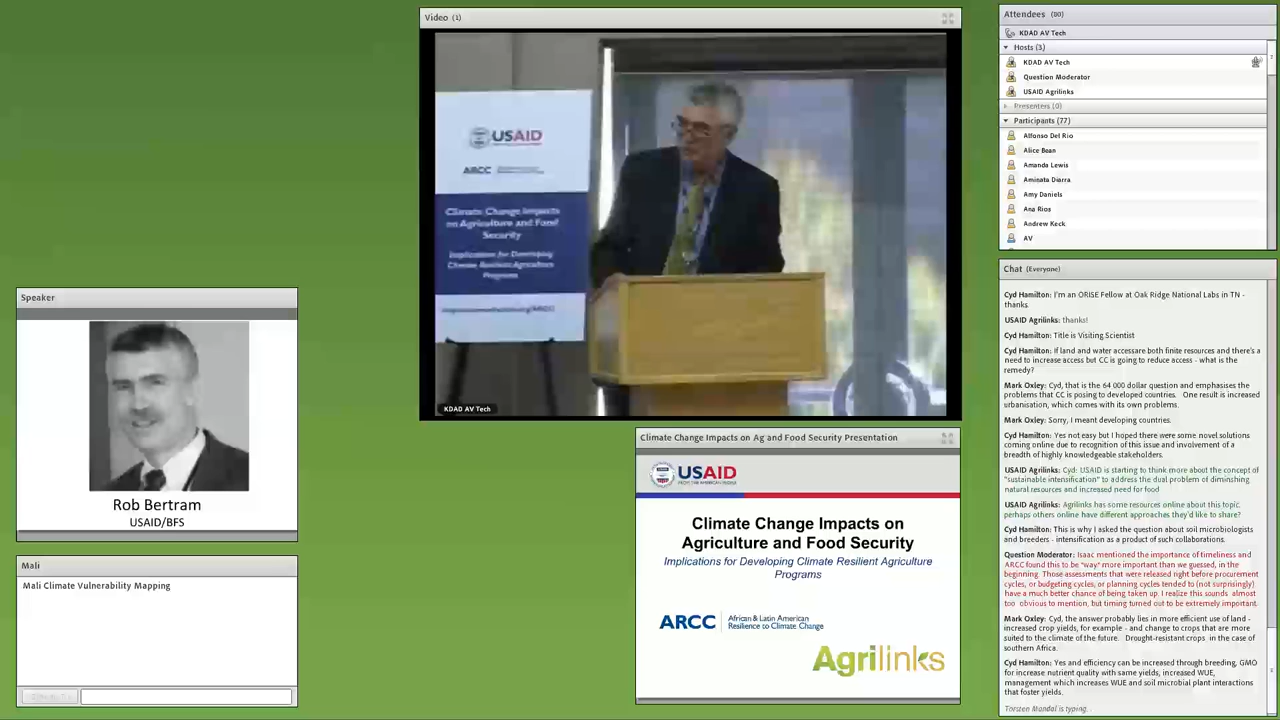 Video (1)
USAID
ARCC
Climate Change Impacts
on Agriculture and Food
Security
Implications for Developing
Climate Resilient Agriculture
Programs
KDAD AV Tech
Speaker
Rob Bertram
USAID/BFS
Mali
Mali Climate Vulnerability Mapping
Climate Change Impacts on Ag and Food Security Presentation
USAID
FROM THE AMERICAN PEOPLE
Climate Change Impacts on
Agriculture and Food Security
Implications for Developing Climate Resilient Agriculture
Programs
ARCC
African & Latin American
Resilience to Climate Change
Agrilinks
Attendees (80)
KDAD AV Tech
Hosts (3)
KDAD AV Tech
Question Moderator
USAID Agrilinks
Presenters (0)
Participants (77)
Alfonso Del Rio
Alice Bean
Amanda Lewis
Aminata Diarra
Amy Daniels
Ana Rios
Andrew Keck
AV
Chat (Everyone)
Cyd Hamilton: I'm an ORISE Fellow at Oak Ridge National Labs in TN -
thanks.
USAID Agrilinks: thanks!
Cyd Hamilton: Title is Visiting Scientist
Cyd Hamilton: If land and water accessare both finite resources and there's a
need to increase access but CC is going to reduce access - what is the
remedy?
Mark Oxley: Cyd, that is the 64 000 dollar question and emphasises the
problems that CC is posing to developed countries. One result is increased
urbanisation, which comes with its own problems.
Mark Oxley: Sorry, I meant developing countries.
Cyd Hamilton: Yes not easy but I hoped there were some novel solutions
coming online due to recognition of this issue and involvement of a
breadth of highly knowledgeable stakeholders.
USAID Agrilinks: Cyd: USAID is starting to think more about the concept of
"sustainable intensification" to address the dual problem of diminshing
natural resources and increased need for food
USAID Agrilinks: Agrilinks has some resources online about this topic
perhaps others online have different approaches they'd like to share?
Cyd Hamilton: This is why I asked the question about soil microbiologists
and breeders - intensification as a product of such collaborations.
Question Moderator: Isaac mentioned the importance of timeliness and
ARCC found this to be *way* more important than we guessed, in the
beginning. Those assessments that were released right before procurement
cycles, or budgeting cycles, or planning cycles tended to (not surprisingly)
have a much better chance of being taken up. I realize this sounds almost
too obvious to mention, but timing turned out to be extremely important.
Mark Oxley: Cyd, the answer probably lies in more efficient use of land -
increased crop yields, for example - and change to crops that are more
suited to the climate of the future. Drought-resistant crops in the case of
southern Africa.
Cyd Hamilton: Yes and efficiency can be increased through breeding, GMO
for increase nutrient quality with same yields, increased WUE,
management which increases WUE and soil microbial plant interactions
that foster yields.
Torsten Mandal is typing.